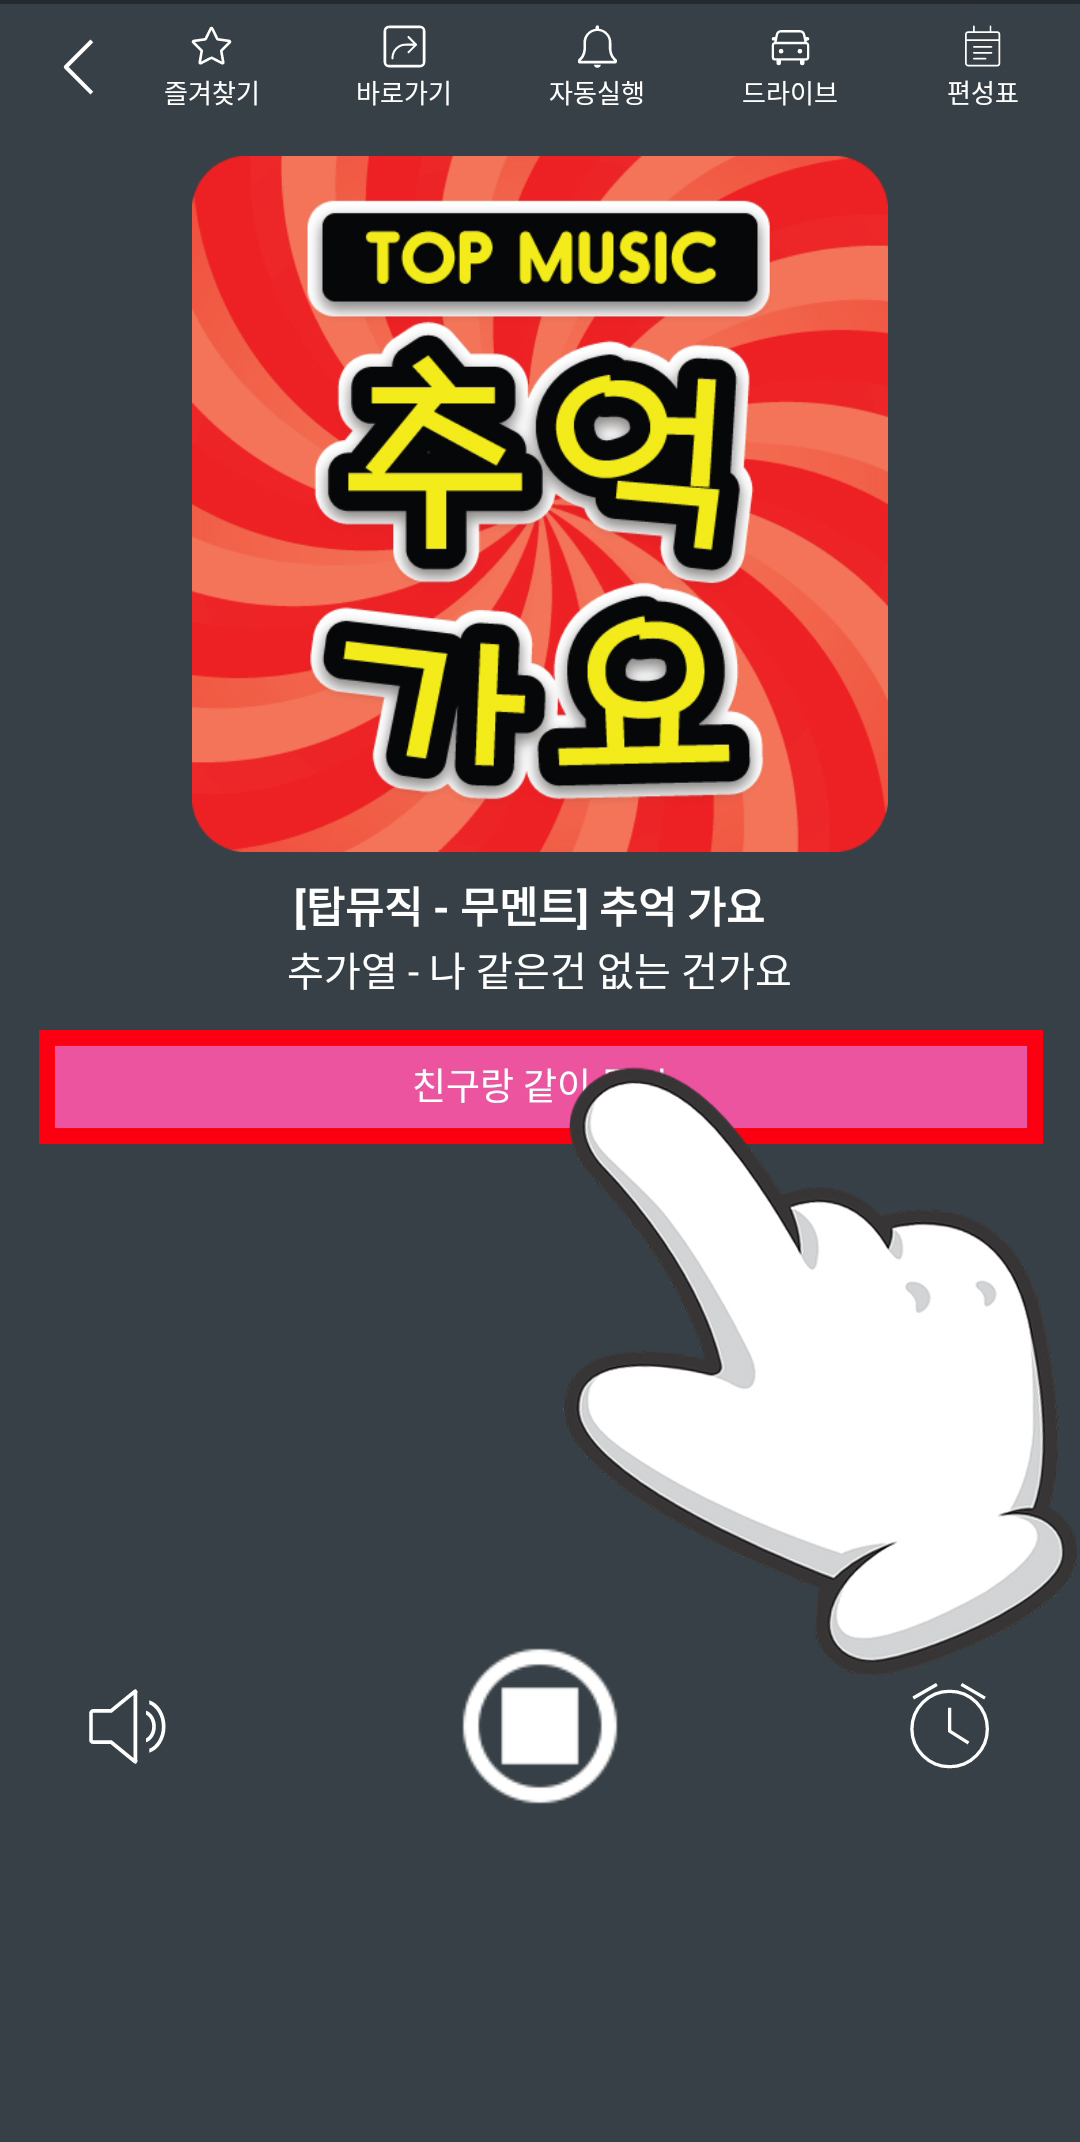 즐겨찾기
바로가기
자동실행
드라이브
편성표
TOP MUSIC
추억
가요
[탑뮤직 - 무멘트] 추억 가요
추가열 - 나 같은건 없는 건가요
친구랑 같이